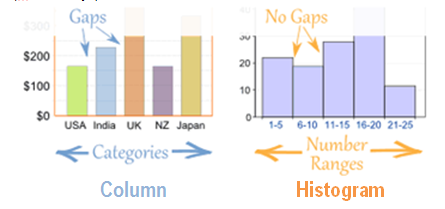 $300
$200
$100
$0
Gaps
USA India UK NZ Japan
Categories
Column
30
20
10
0
No Gaps
1-5 6-10 11-15 16-20 21-25
Number
Ranges
Histogram